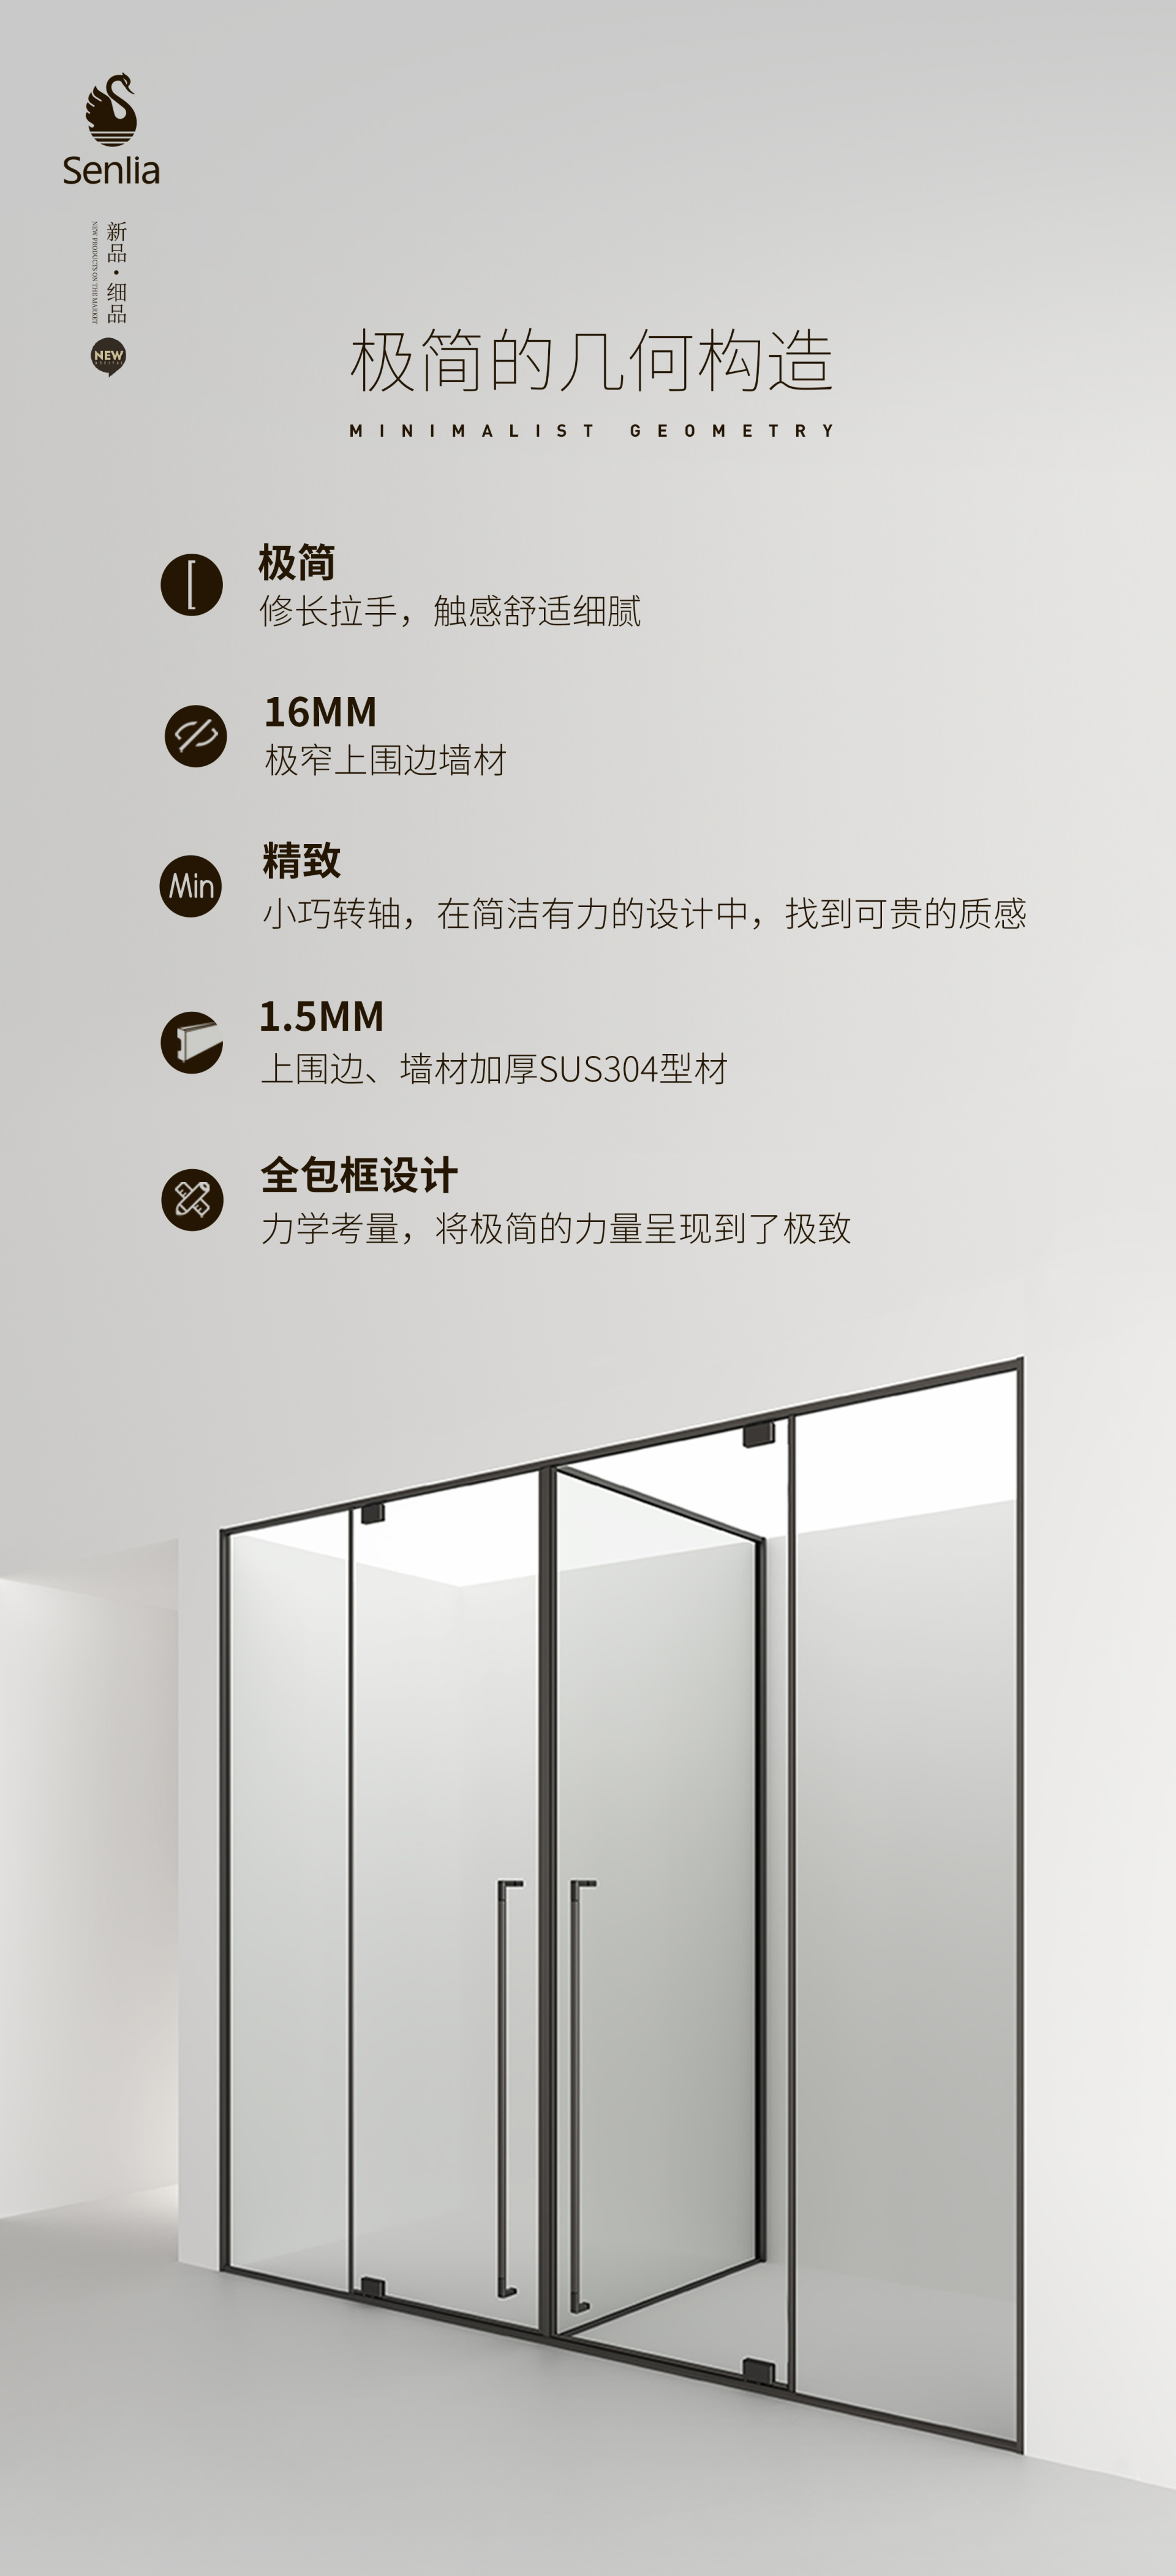 Senlia
新品·细品
NEW PRODUCTS ON THE MARKET
NEW
极简的几何构造
MINIMALIST GEOMETRY
极简
修长拉手，触感舒适细腻
16MM
极窄上围边墙材
Min
精致
小巧转轴，在简洁有力的设计中，找到可贵的质感
1.5MM
上围边、墙材加厚SUS304型材
全包框设计
力学考量，将极简的力量呈现到了极致